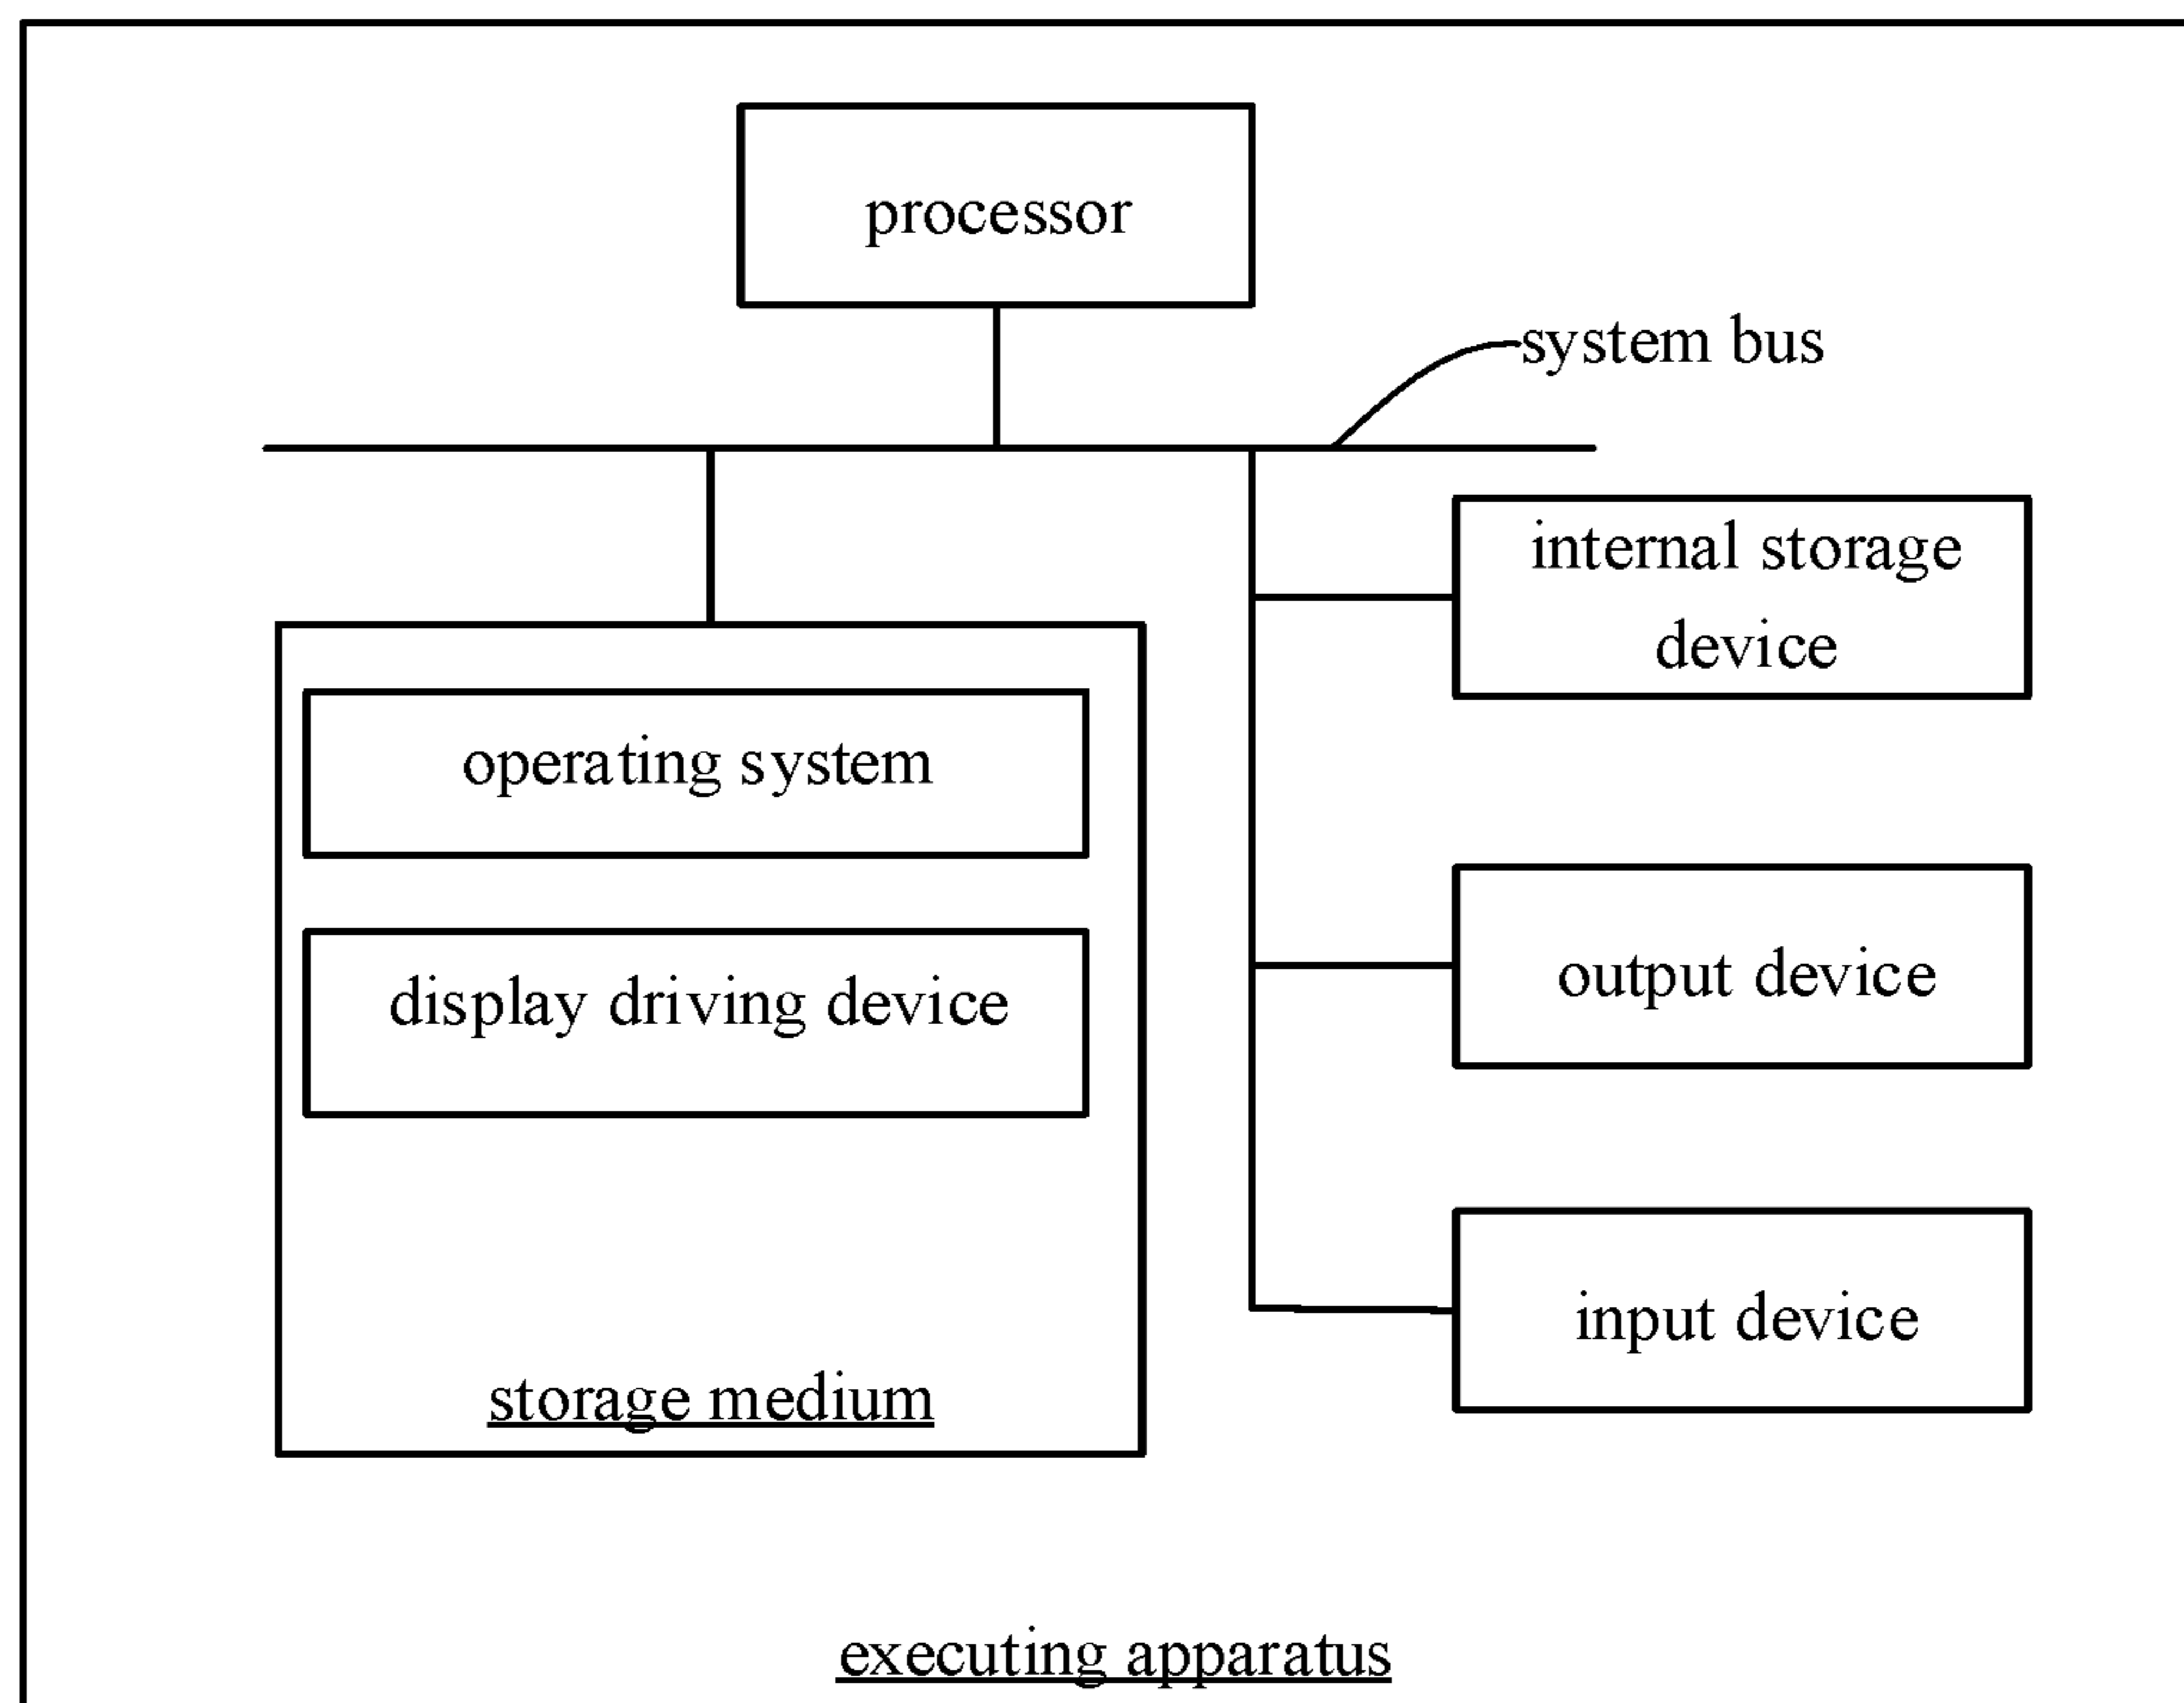 processor
system bus
internal storage
device
operating system
display driving device
output device
input device
storage medium
executing apparatus